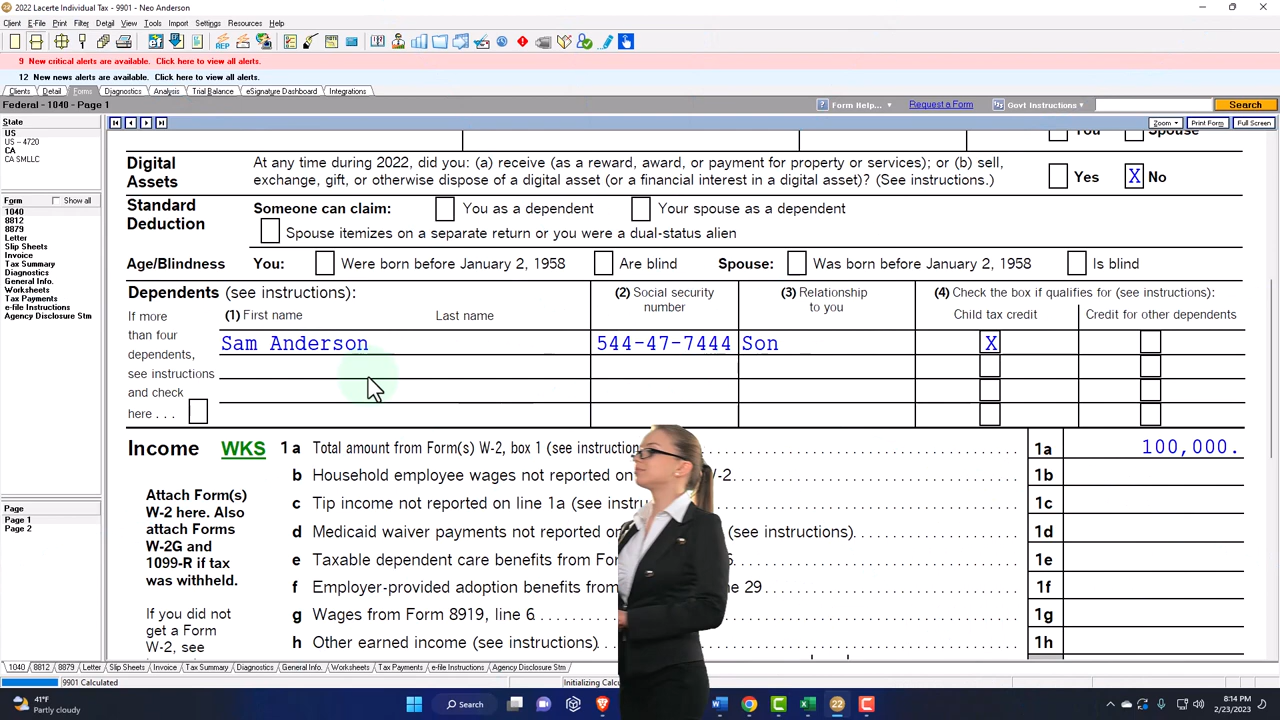 2022 Lacerte Individual Tax - 9901 - Neo Anderson
Client E-File Print Filter Detail View Tools Import Settings Resources Help
9 New critical alerts are available. Click here to view all alerts.
12 New news alerts are available. Click here to view all alerts.
Clients Detail Forms Diagnostics Analysis Trial Balance eSignature Dashboard Integrations
Federal - 1040 - Page 1
Form Help... Request a Form Govt Instructions Search
State
US
US - 4720
CA
CA SMLLC
Form Show all
1040
8812
8879
Letter
Slip Sheets
Invoice
Tax Summary
Diagnostics
General Info.
Worksheets
Tax Payments
e-file Instructions
Agency Disclosure Stm
Page
Page 1
Page 2
Zoom Print Form Full Screen
You Spouse
Digital Assets
At any time during 2022, did you: (a) receive (as a reward, award, or payment for property or services); or (b) sell,
exchange, gift, or otherwise dispose of a digital asset (or a financial interest in a digital asset)? (See instructions.) Yes X No
Standard Deduction
Someone can claim: You as a dependent Your spouse as a dependent
Spouse itemizes on a separate return or you were a dual-status alien
Age/Blindness You: Were born before January 2, 1958 Are blind Spouse: Was born before January 2, 1958 Is blind
Dependents (see instructions):
(1) First name Last name
(2) Social security number
(3) Relationship to you
(4) Check the box if qualifies for (see instructions):
Child tax credit Credit for other dependents
If more
than four
dependents,
see instructions
and check
here . . .
Sam Anderson 544-47-7444 Son X
Income WKS
1a Total amount from Form(s) W-2, box 1 (see instruction 1a 100,000.
b Household employee wages not reported on W-2 1b
c Tip income not reported on line 1a (see instru 1c
d Medicaid waiver payments not reported on (see instructions) 1d
e Taxable dependent care benefits from 1e
f Employer-provided adoption benefits from line 29 1f
g Wages from Form 8919, line 6 1g
h Other earned income (see instructions) 1h
Attach Form(s)
W-2 here. Also
attach Forms
W-2G and
1099-R if tax
was withheld.
If you did not
get a Form
W-2, see
1040 8812 8879 Letter Slip Sheets Invoice Tax Summary Diagnostics General Info. Worksheets Tax Payments e-file Instructions Agency Disclosure Stm
9901 Calculated
41°F
Partly cloudy
Search
8:14 PM
2/23/2023